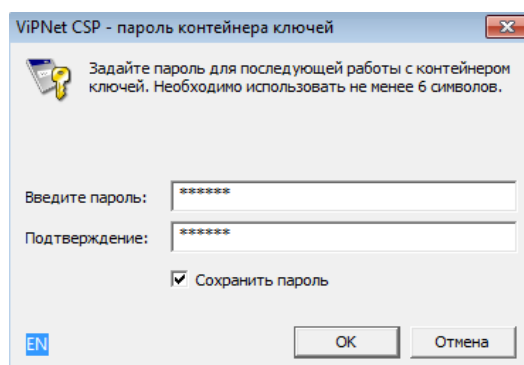 ViPNet CSP - пароль контейнера ключей
Задайте пароль для последующей работы с контейнером
ключей. Необходимо использовать не менее 6 символов.
Введите пароль: ******
Подтверждение: ******
Сохранить пароль
EN
OK
Отмена